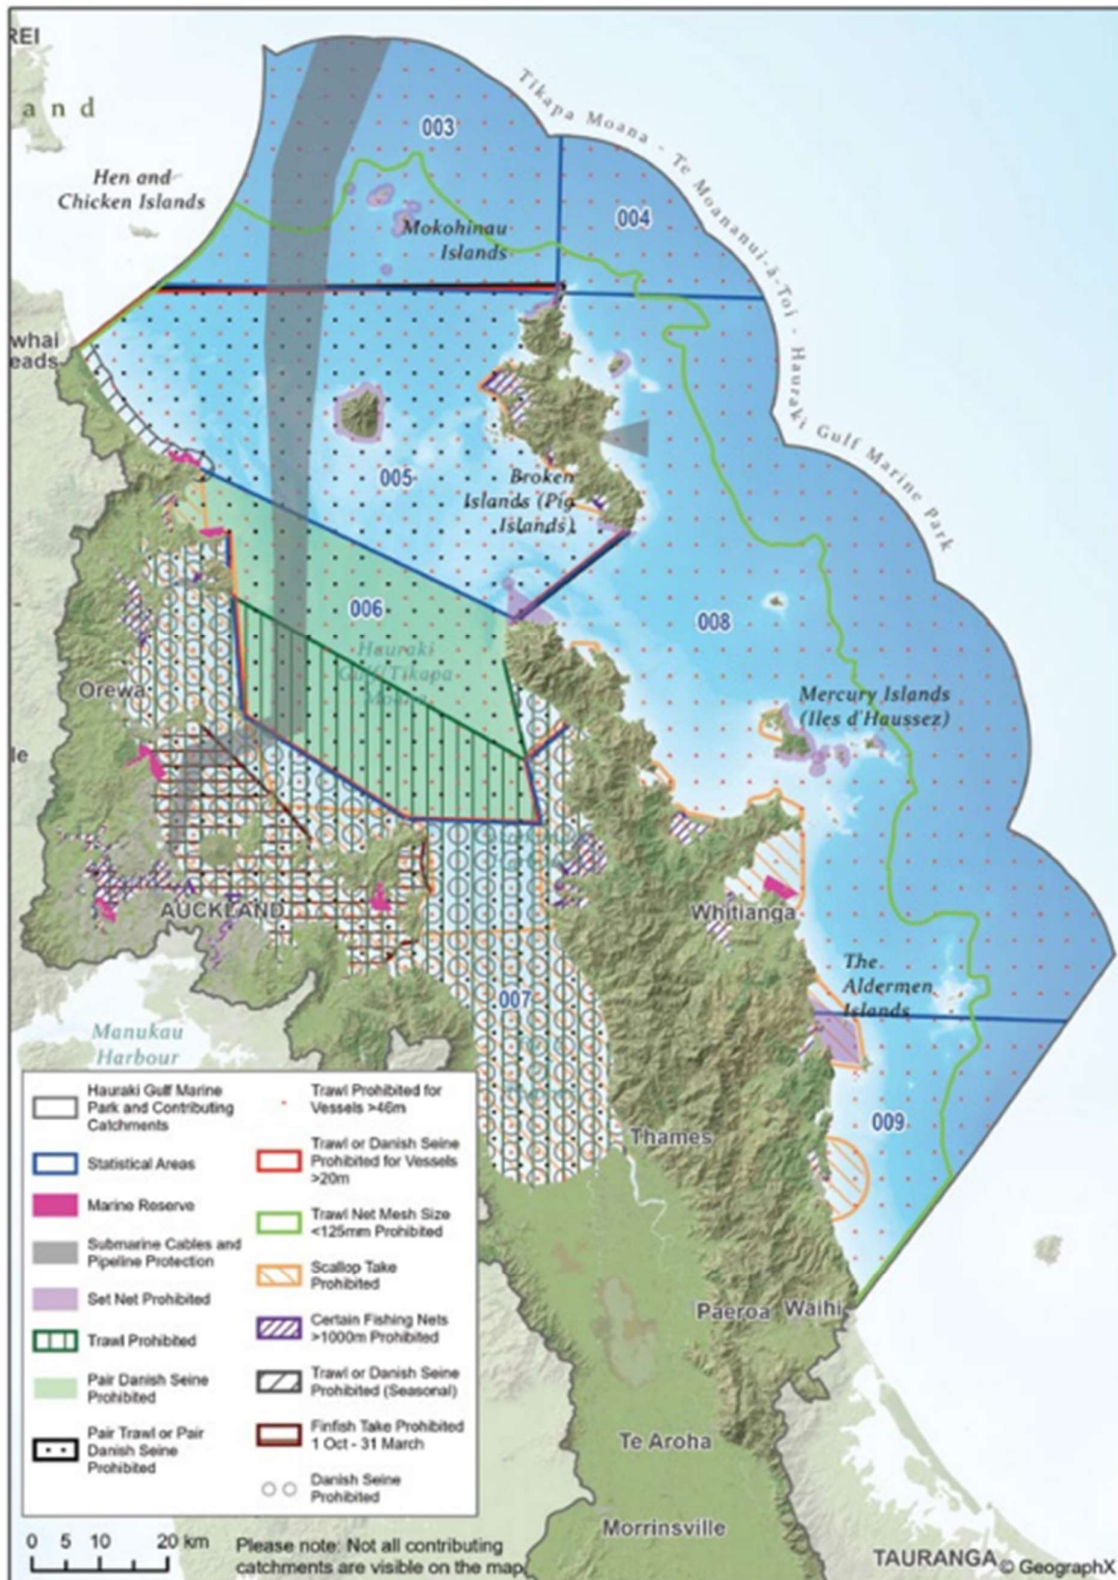 REI
and
Hen and
Chicken Islands
003
Tikapa Moana - Te Moananui-ā-Toi - Hauraki Gulf Marine Park
004
Mokohinau
Islands
whai
eads
005
Broken
Islands (Pig
Islands)
006
008
Hauraki
Gulf/Tikapa
Moana
Orewa
Mercury Islands
(Iles d'Haussez)
le
AUCKLAND
Whitianga
The
Aldermen
Islands
007
Manukau
Harbour
009
Thames
Hauraki Gulf Marine
Park and Contributing
Catchments
Statistical Areas
Marine Reserve
Submarine Cables and
Pipeline Protection
Set Net Prohibited
Trawl Prohibited
Pair Danish Seine
Prohibited
Pair Trawl or Pair
Danish Seine
Prohibited
Trawl Prohibited for
Vessels >46m
Trawl or Danish Seine
Prohibited for Vessels
>20m
Trawl Net Mesh Size
<125mm Prohibited
Scallop Take
Prohibited
Certain Fishing Nets
>1000m Prohibited
Trawl or Danish Seine
Prohibited (Seasonal)
Finfish Take Prohibited
1 Oct - 31 March
Danish Seine
Prohibited
Paeroa
Waihi
Te Aroha
Morrinsville
TAURANGA
0 5 10 20 km
Please note: Not all contributing
catchments are visible on the map
© GeographX